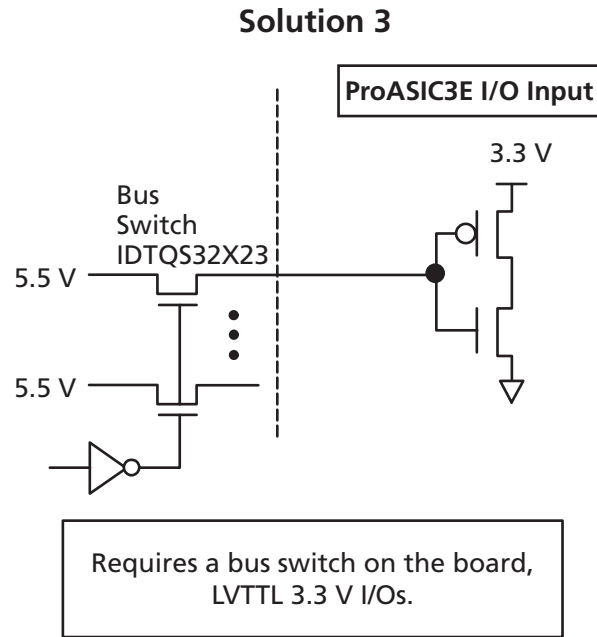 Solution 3
ProASIC3E I/O Input
3.3 V
Bus
Switch
IDTQS32X23
5.5 V
5.5 V
Requires a bus switch on the board,
LVTTL 3.3 V I/Os.